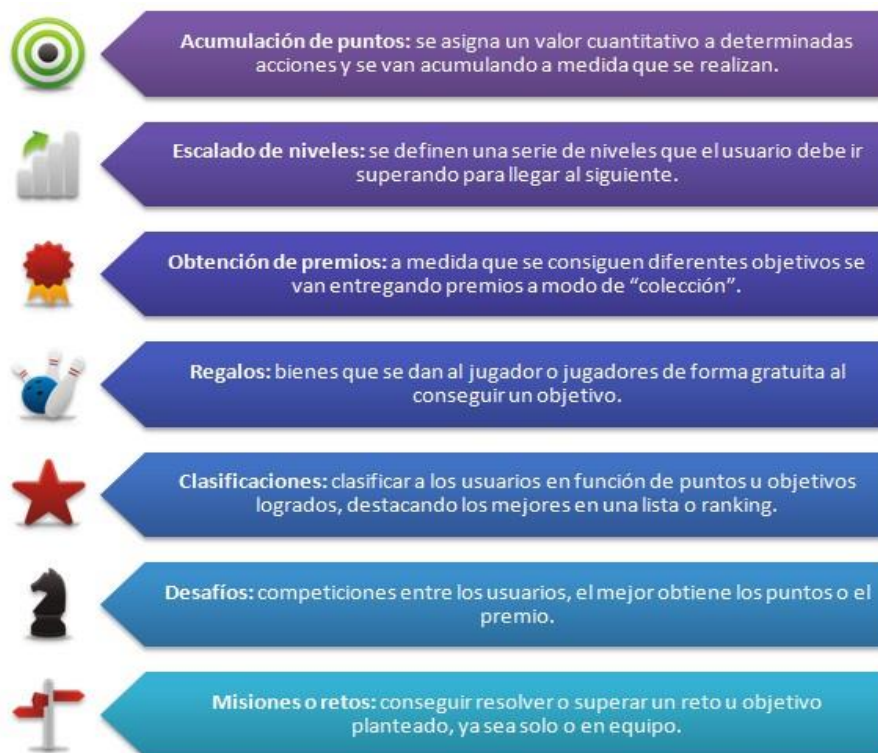 Acumulación de puntos: se asigna un valor cuantitativo a determinadas
acciones y se van acumulando a medida que se realizan.
Escalado de niveles: se definen una serie de niveles que el usuario debe ir
superando para llegar al siguiente.
Obtención de premios: a medida que se consiguen diferentes objetivos se
van entregando premios a modo de “colección”.
Regalos: bienes que se dan al jugador o jugadores de forma gratuita al
conseguir un objetivo.
Clasificaciones: clasificar a los usuarios en función de puntos u objetivos
logrados, destacando los mejores en una lista o ranking.
Desafíos: competiciones entre los usuarios, el mejor obtiene los puntos o el
premio.
Misiones o retos: conseguir resolver o superar un reto u objetivo
planteado, ya sea solo o en equipo.